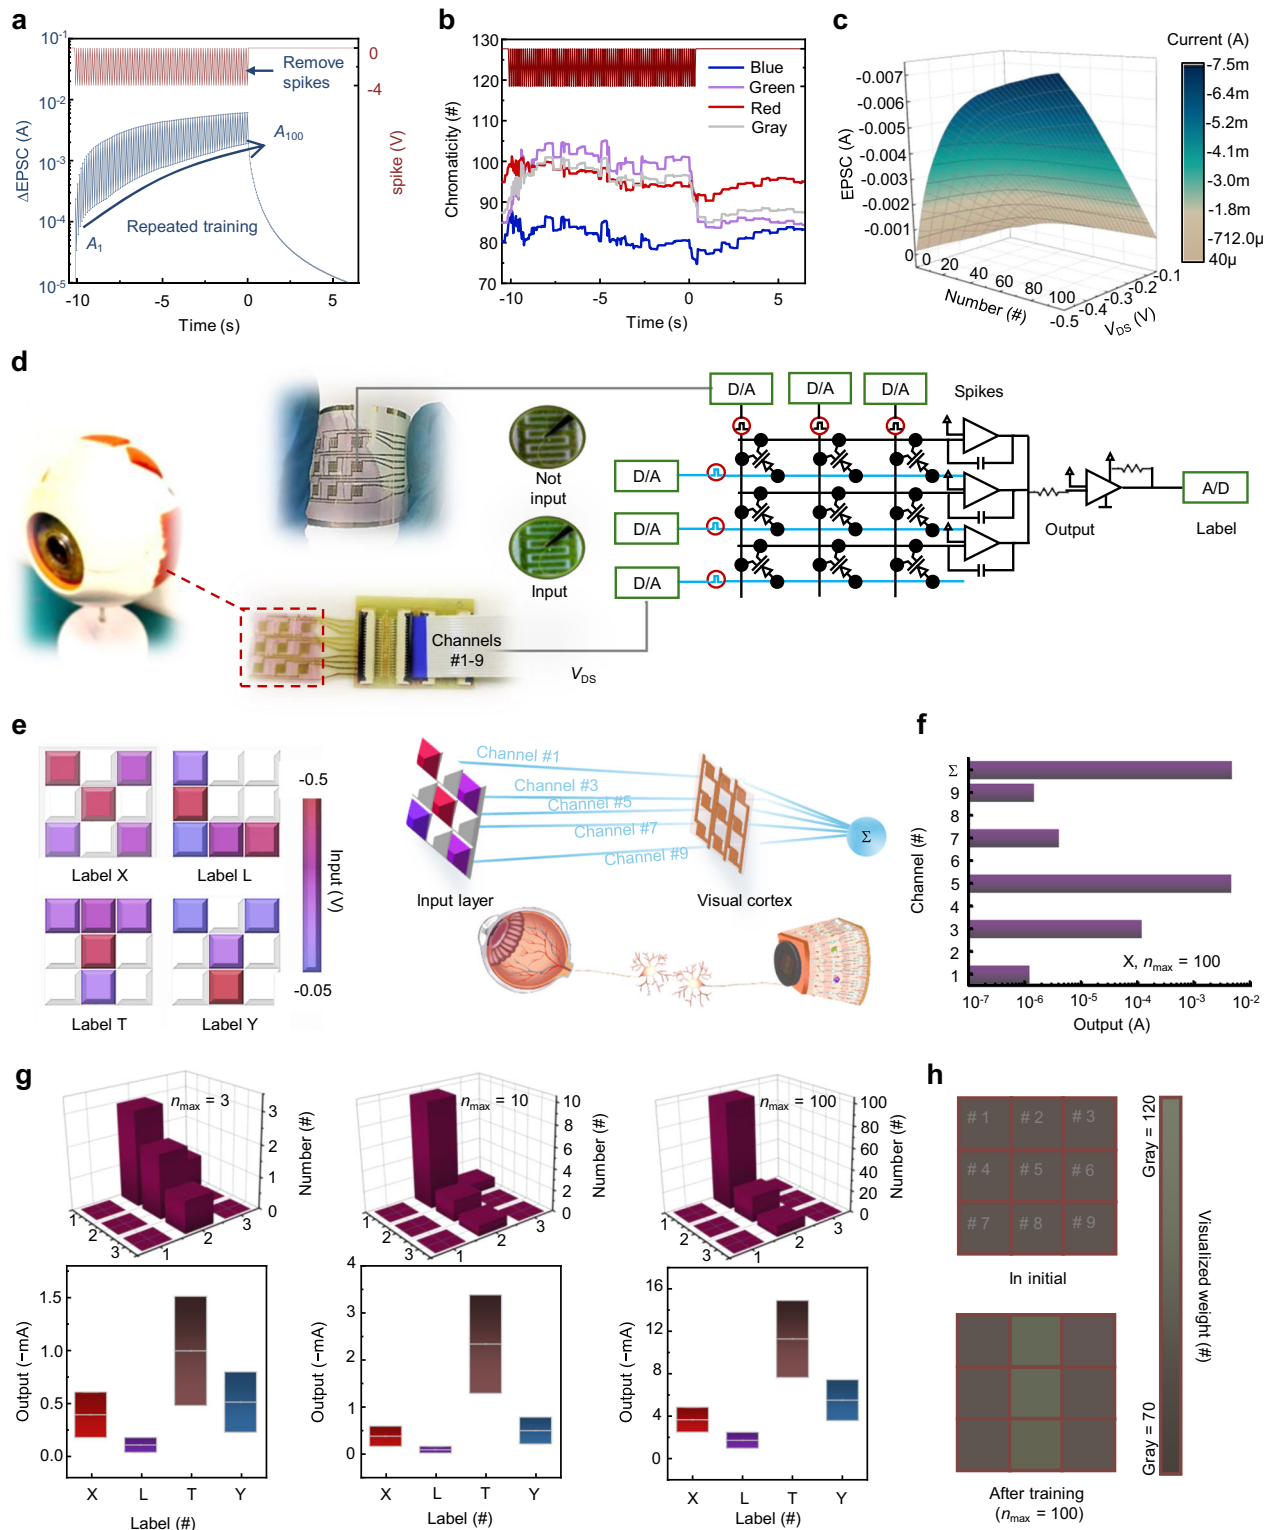 a
10-1
10-2
10-3
10-4
10-5
ΔEPSC (A)
Remove
spikes
A100
Repeated training
A1
0
-4
spike (V)
-10
-5
0
5
Time (s)
b
130
120
110
100
90
80
70
Chromaticity (#)
Blue
Green
Red
Gray
-10
-5
0
5
Time (s)
c
Current (A)
-7.5m
-6.4m
-5.2m
-4.1m
-3.0m
-1.8m
-712.0μ
40μ
-0.007
-0.006
-0.005
-0.004
-0.003
-0.002
-0.001
0
EPSC (A)
0
20
40
60
80
100
Number (#)
-0.5
-0.4
-0.3
-0.2
-0.1
VDS (V)
d
D/A
D/A
D/A
Spikes
Not
input
Input
D/A
D/A
D/A
Output
A/D
Label
Channels
#1-9
VDS
e
Label X
Label L
Label T
Label Y
-0.5
-0.05
Input (V)
Channel #1
Channel #3
Channel #5
Channel #7
Channel #9
Σ
Input layer
Visual cortex
f
Σ
9
8
7
6
5
4
3
2
1
Channel (#)
X, nmax = 100
10-7
10-6
10-5
10-4
10-3
10-2
Output (A)
g
nmax = 3
3
2
1
0
Number (#)
1
2
3
1
2
3
nmax = 10
10
8
6
4
2
0
Number (#)
1
2
3
1
2
3
nmax = 100
100
80
60
40
20
0
Number (#)
1
2
3
1
2
3
1.5
1.0
0.5
0.0
Output (−mA)
X
L
T
Y
Label (#)
4
3
2
1
0
Output (−mA)
X
L
T
Y
Label (#)
16
12
8
4
0
Output (−mA)
X
L
T
Y
Label (#)
h
# 1
# 2
# 3
# 4
# 5
# 6
# 7
# 8
# 9
In initial
After training
(nmax = 100)
Gray = 120
Gray = 70
Visualized weight (#)